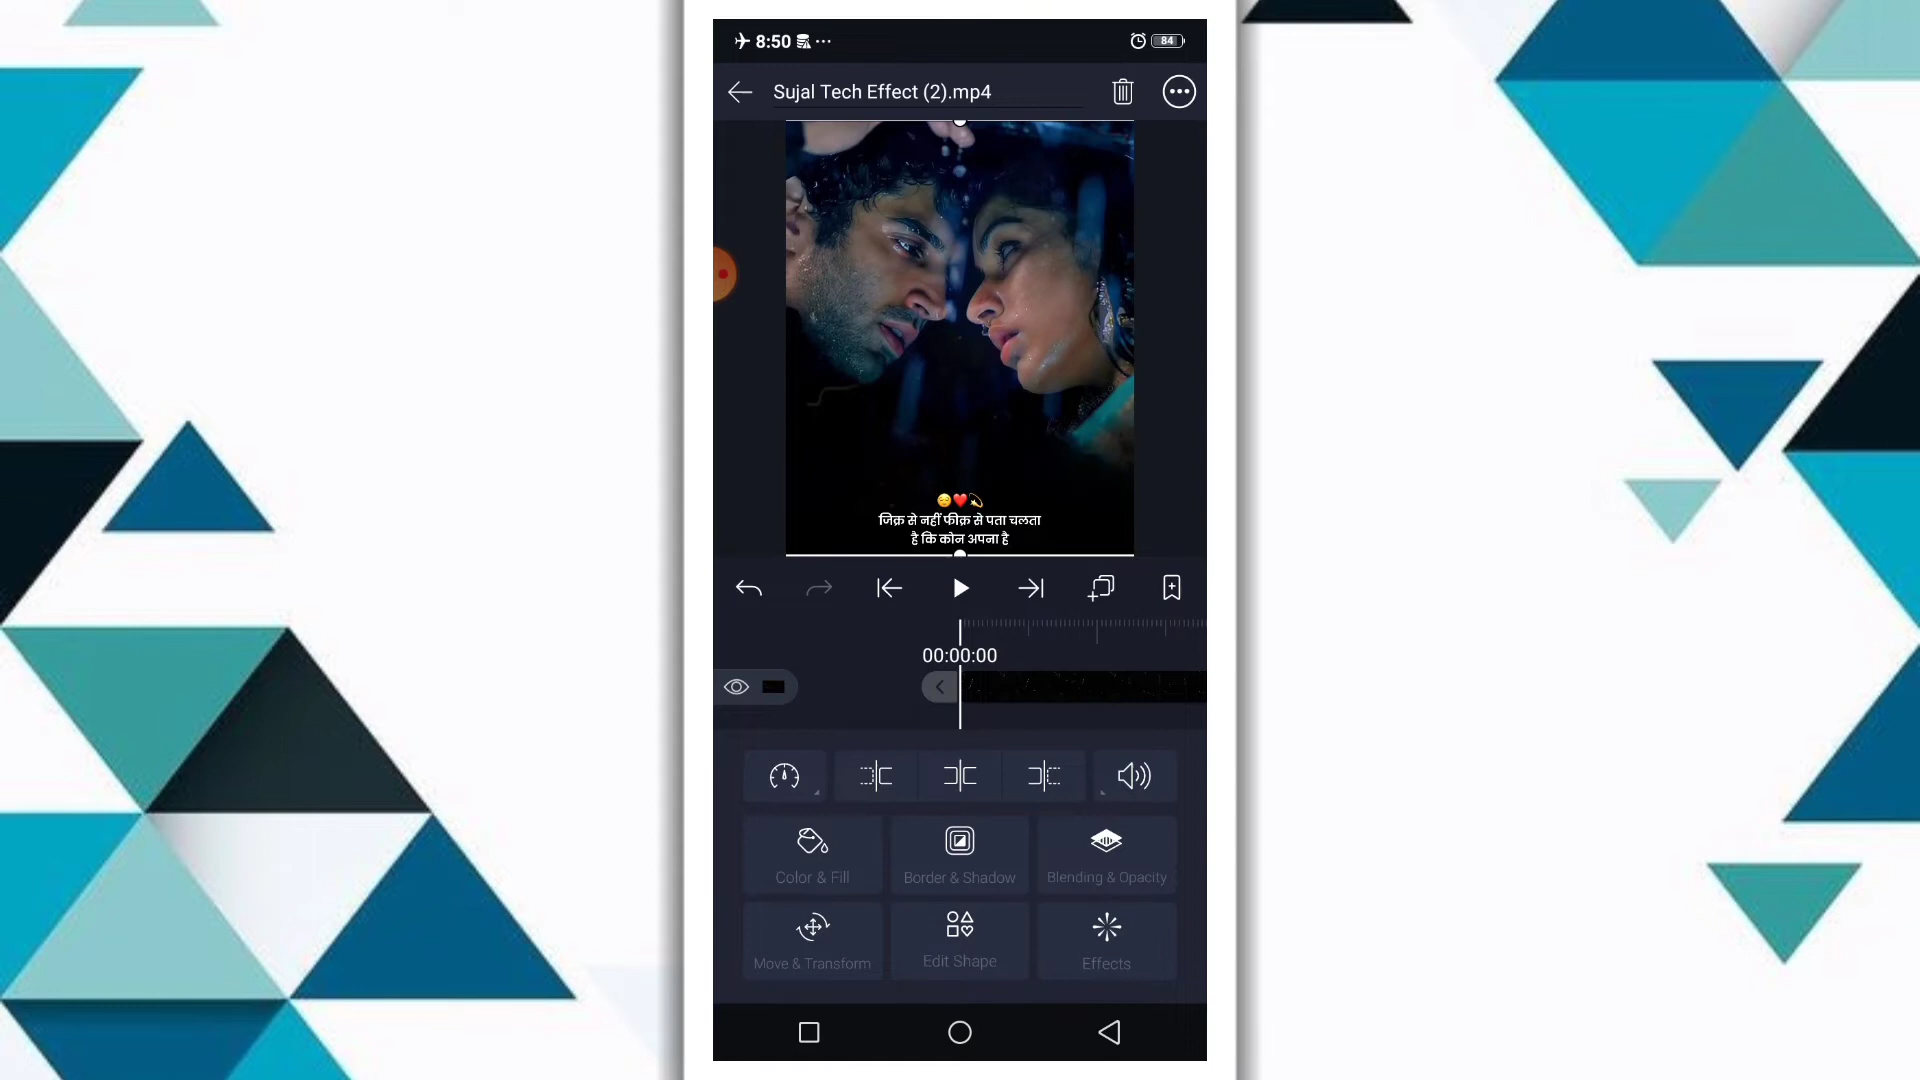 8:50
84
Sujal Tech Effect (2).mp4
😔❤️💫
जिक्र से नहीं फीक्र से पता चलता
है कि कोन अपना है
00:00:00
Color & Fill
Border & Shadow
Blending & Opacity
Move & Transform
Edit Shape
Effects